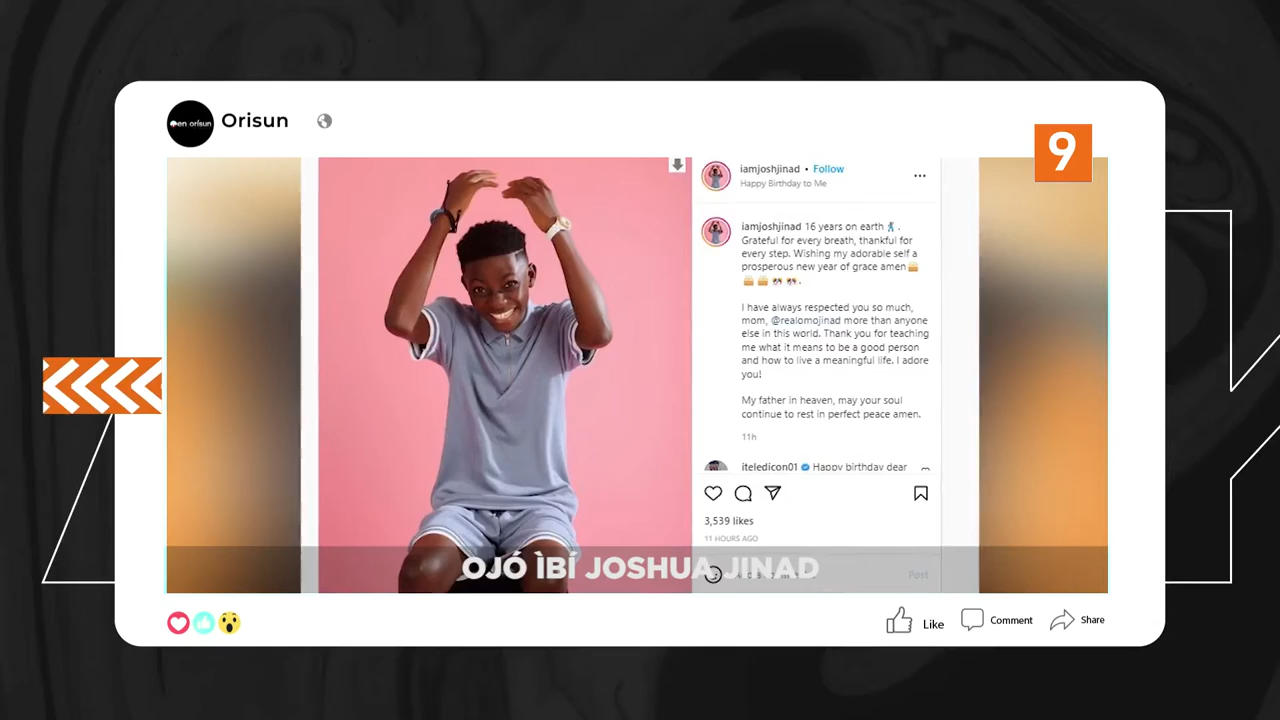 en orísun
Orisun
9
iamjoshjinad • Follow
Happy Birthday to Me
iamjoshjinad 16 years on earth .
Grateful for every breath, thankful for
every step. Wishing my adorable self a
prosperous new year of grace amen
I have always respected you so much,
mom, @realomojinad more than anyone
else in this world. Thank you for teaching
me what it means to be a good person
and how to live a meaningful life. I adore
you!
My father in heaven, may your soul
continue to rest in perfect peace amen.
11h
iteledicon01 Happy birthday dear
3,539 likes
11 HOURS AGO
Post
OJÓ ÌBÍ JOSHUA JINAD
Like
Comment
Share